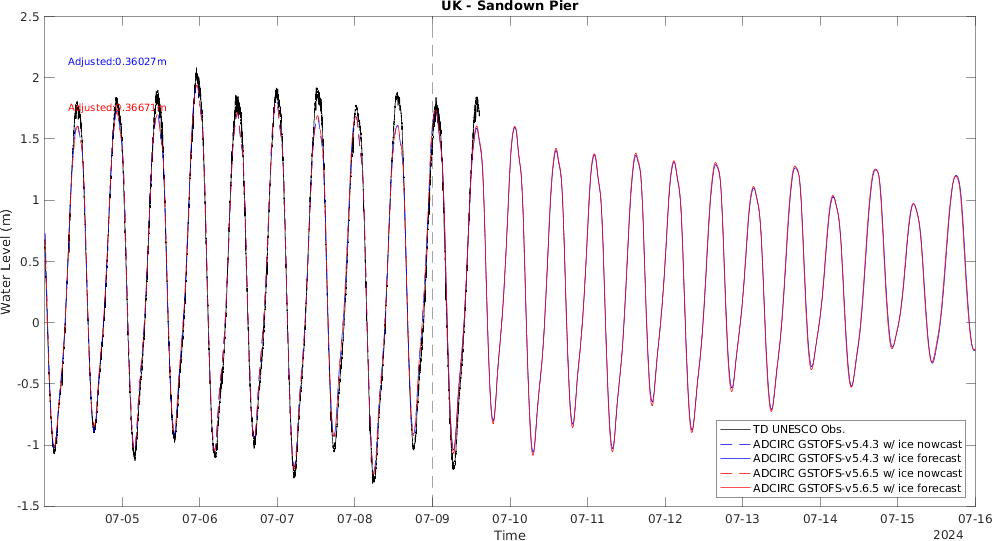 UK - Sandown Pier
2.5
2
1.5
1
0.5
0
-0.5
-1
-1.5
Water Level (m)
Adjusted:0.36027m
Adjusted:0.36671m
TD UNESCO Obs.
ADCIRC GSTOFS-v5.4.3 w/ ice nowcast
ADCIRC GSTOFS-v5.4.3 w/ ice forecast
ADCIRC GSTOFS-v5.6.5 w/ ice nowcast
ADCIRC GSTOFS-v5.6.5 w/ ice forecast
07-05 07-06 07-07 07-08 07-09 07-10 07-11 07-12 07-13 07-14 07-15 07-16
Time
2024